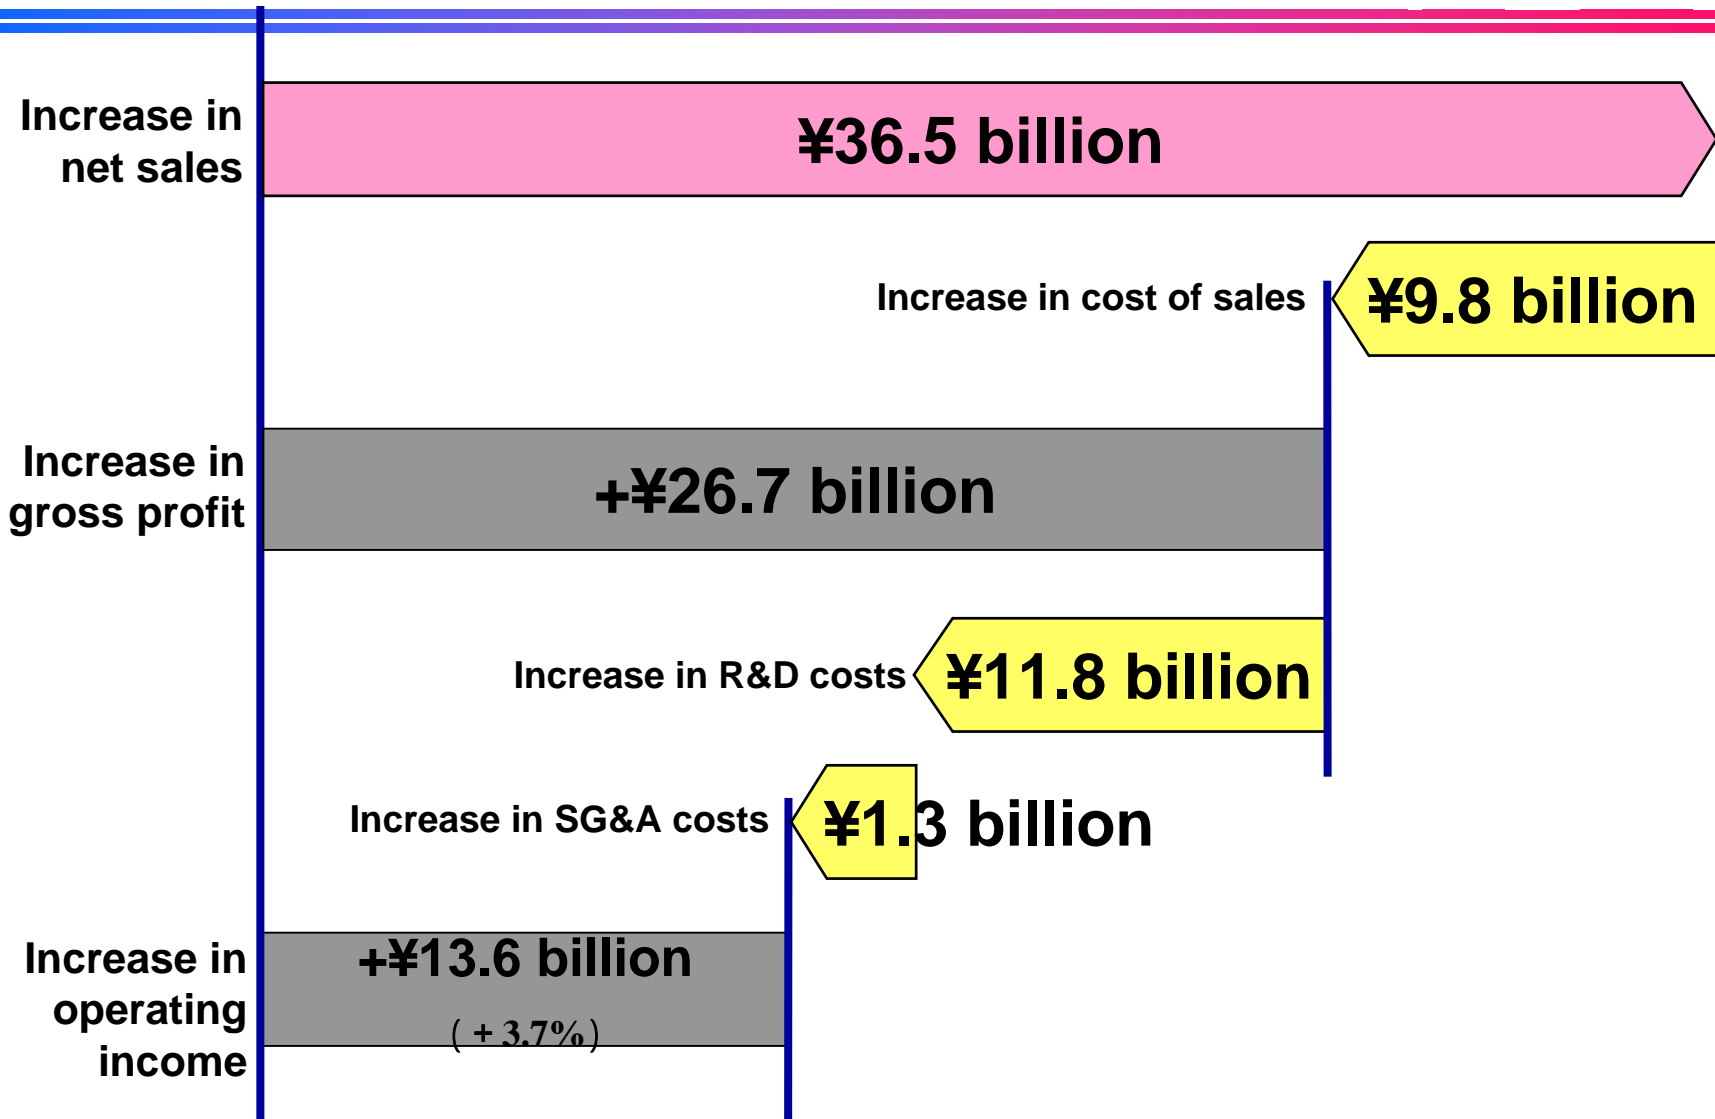 Increase in
net sales
¥36.5 billion
Increase in cost of sales
¥9.8 billion
Increase in
gross profit
+¥26.7 billion
Increase in R&D costs
¥11.8 billion
Increase in SG&A costs
¥1.3 billion
Increase in
operating
income
+¥13.6 billion
( + 3.7%)